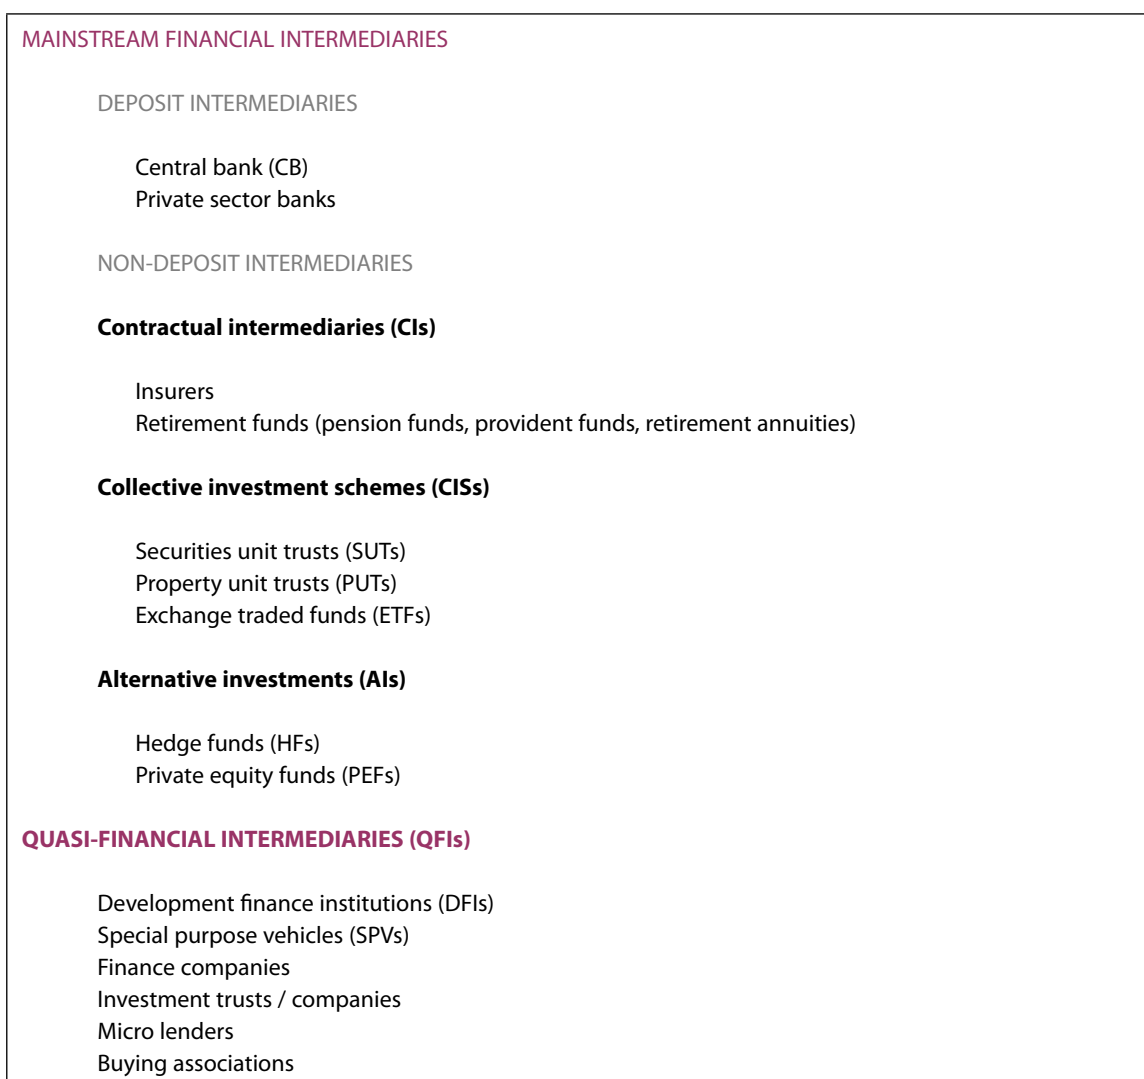 MAINSTREAM FINANCIAL INTERMEDIARIES
DEPOSIT INTERMEDIARIES
Central bank (CB)
Private sector banks
NON-DEPOSIT INTERMEDIARIES
Contractual intermediaries (CIs)
Insurers
Retirement funds (pension funds, provident funds, retirement annuities)
Collective investment schemes (CISs)
Securities unit trusts (SUTs)
Property unit trusts (PUTs)
Exchange traded funds (ETFs)
Alternative investments (AIs)
Hedge funds (HFs)
Private equity funds (PEFs)
QUASI-FINANCIAL INTERMEDIARIES (QFIs)
Development finance institutions (DFIs)
Special purpose vehicles (SPVs)
Finance companies
Investment trusts / companies
Micro lenders
Buying associations